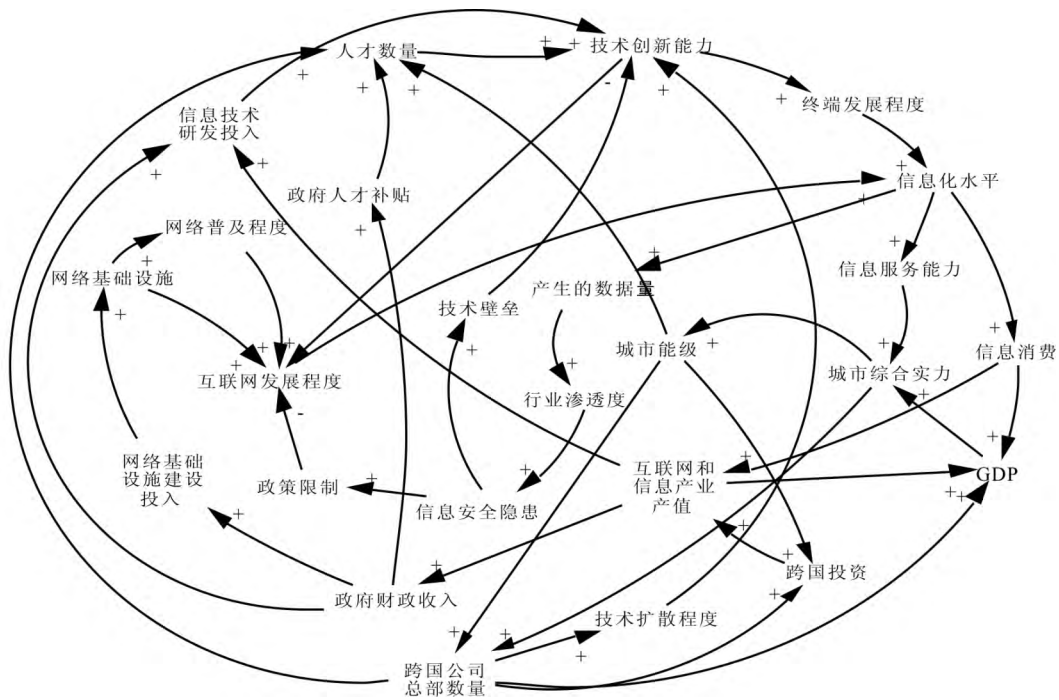 人才数量
技术创新能力
终端发展程度
信息技术
研发投入
信息化水平
政府人才补贴
网络普及程度
信息服务能力
网络基础设施
产生的数据量
技术壁垒
城市能级
信息消费
城市综合实力
互联网发展程度
行业渗透度
网络基础
设施建设
投入
互联网和
信息产业
产值
GDP
政策限制
信息安全隐患
跨国投资
政府财政收入
技术扩散程度
跨国公司
总部数量